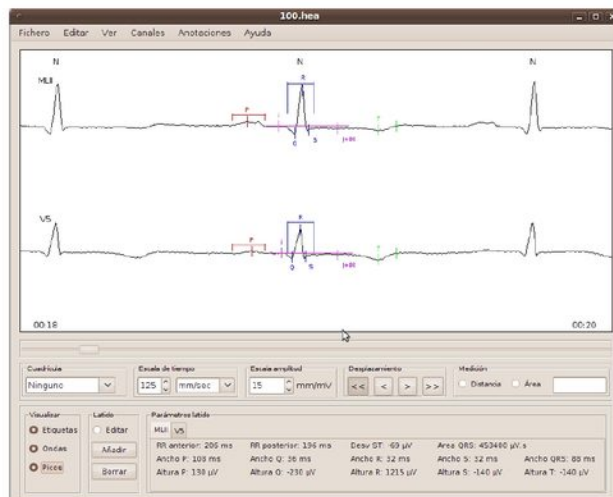 100.hea
Fichero Editar Ver Canales Anotaciones Ayuda
N N N
MLII
R
P
T
Q S J+80
V5
R
P
T
Q S J+80
00:18 00:20
Cuadrícula Escala de tiempo Escala amplitud Desplazamiento Medición
Ninguno 125 mm/sec 15 mm/mV << < > >> Distancia Área
Visualizar Latido Parámetros latido
Etiquetas Editar MLII V5
Ondas Añadir RR anterior: 206 ms RR posterior: 196 ms Desv ST: -69 µV Area QRS: 453400 µV.s
Ancho P: 108 ms Ancho Q: 36 ms Ancho R: 32 ms Ancho S: 32 ms Ancho QRS: 88 ms
Picos Borrar Altura P: 130 µV Altura Q: -230 µV Altura R: 1215 µV Altura S: -140 µV Altura T: -140 µV